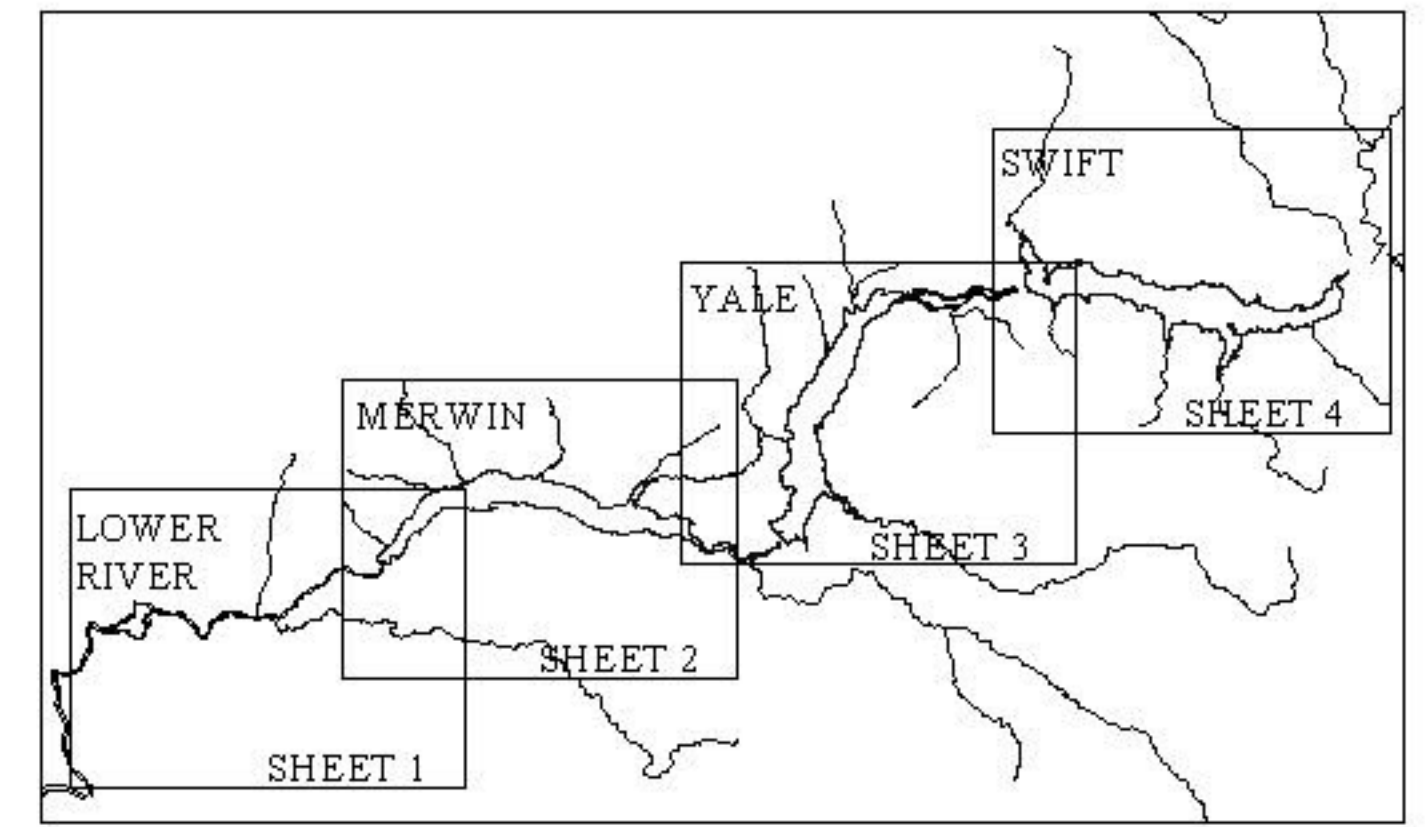 SWIFT
YALE
SHEET 4
MERWIN
LOWER
RIVER
SHEET 3
SHEET 2
SHEET 1